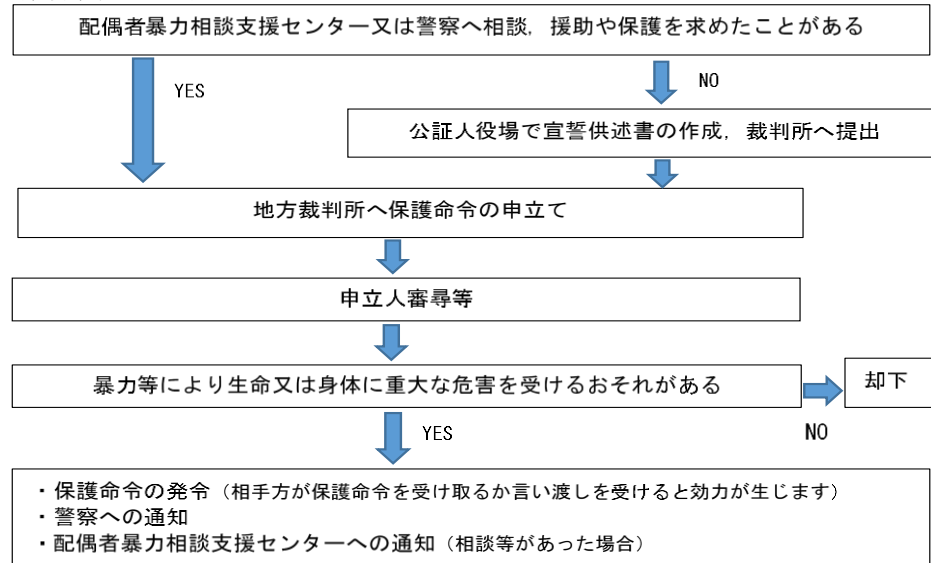 配偶者暴力相談支援センター又は警察へ相談，援助や保護を求めたことがある
YES
NO
公証人役場で宣誓供述書の作成，裁判所へ提出
地方裁判所へ保護命令の申立て
申立人審尋等
暴力等により生命又は身体に重大な危害を受けるおそれがある
却下
YES
NO
・保護命令の発令（相手方が保護命令を受け取るか言い渡しを受けると効力が生じます）
・警察への通知
・配偶者暴力相談支援センターへの通知（相談等があった場合）